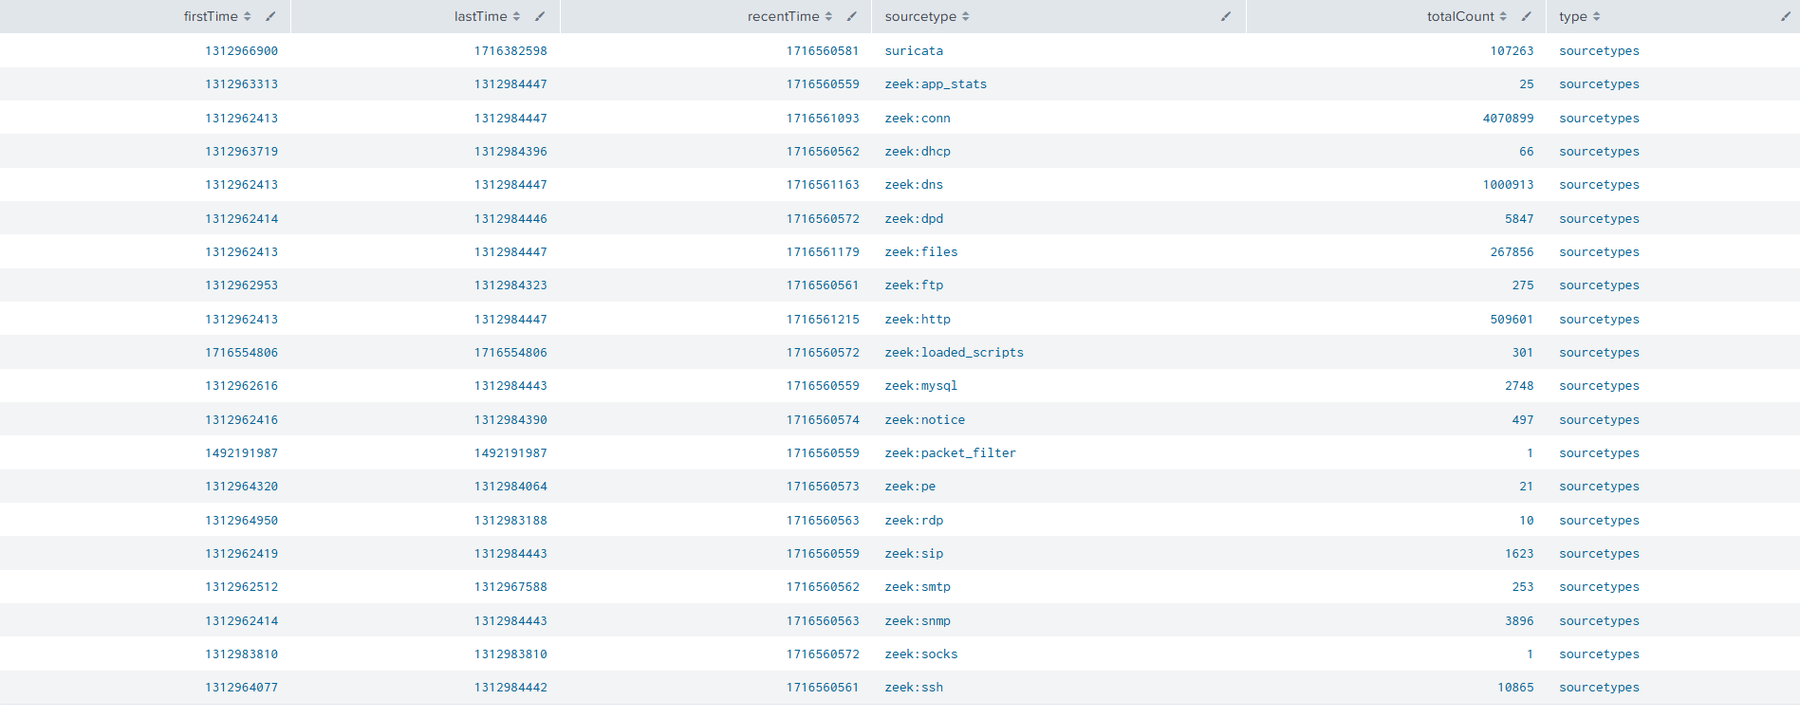 firstTime lastTime recentTime sourcetype totalCount type
1312966900 1716382598 1716560581 suricata 107263 sourcetypes
1312963313 1312984447 1716560559 zeek:app_stats 25 sourcetypes
1312962413 1312984447 1716561093 zeek:conn 4070899 sourcetypes
1312963719 1312984396 1716560562 zeek:dhcp 66 sourcetypes
1312962413 1312984447 1716561163 zeek:dns 1000913 sourcetypes
1312962414 1312984446 1716560572 zeek:dpd 5847 sourcetypes
1312962413 1312984447 1716561179 zeek:files 267856 sourcetypes
1312962953 1312984323 1716560561 zeek:ftp 275 sourcetypes
1312962413 1312984447 1716561215 zeek:http 509601 sourcetypes
1716554806 1716554806 1716560572 zeek:loaded_scripts 301 sourcetypes
1312962616 1312984443 1716560559 zeek:mysql 2748 sourcetypes
1312962416 1312984390 1716560574 zeek:notice 497 sourcetypes
1492191987 1492191987 1716560559 zeek:packet_filter 1 sourcetypes
1312964320 1312984064 1716560573 zeek:pe 21 sourcetypes
1312964950 1312983188 1716560563 zeek:rdp 10 sourcetypes
1312962419 1312984443 1716560559 zeek:sip 1623 sourcetypes
1312962512 1312967588 1716560562 zeek:smtp 253 sourcetypes
1312962414 1312984443 1716560563 zeek:snmp 3896 sourcetypes
1312983810 1312983810 1716560572 zeek:socks 1 sourcetypes
1312964077 1312984442 1716560561 zeek:ssh 10865 sourcetypes